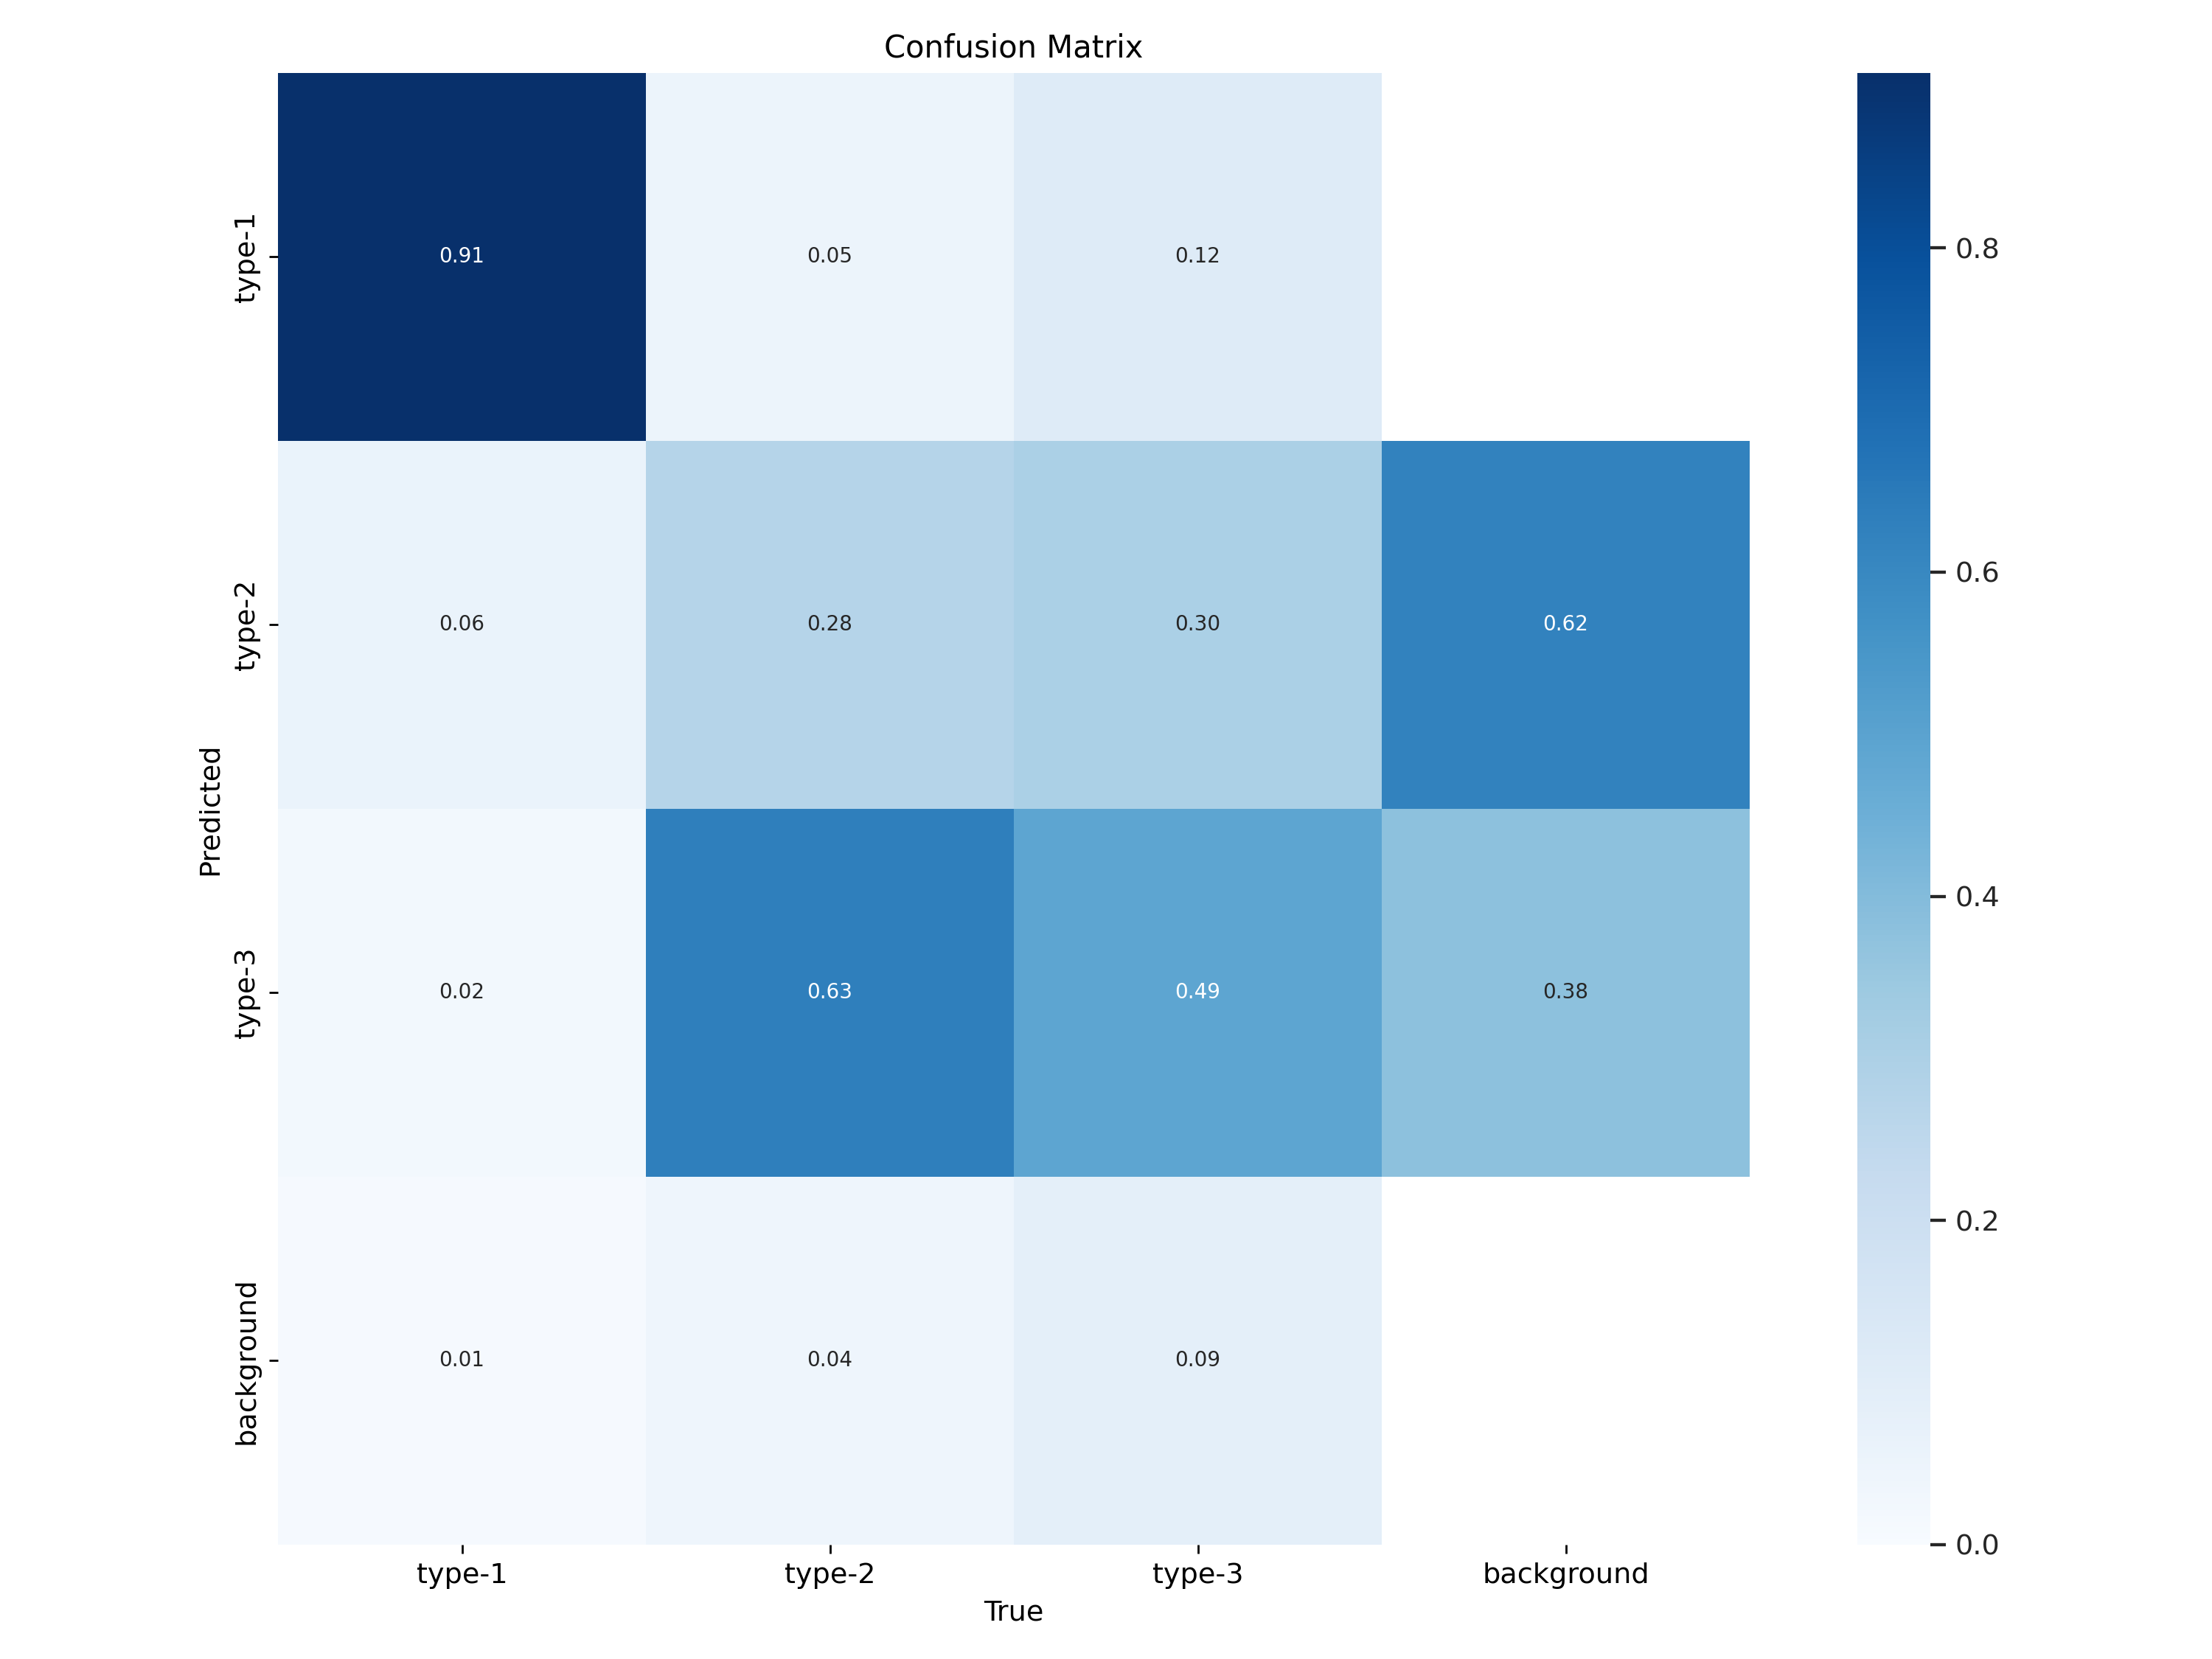 Confusion Matrix
type-1
0.91
0.05
0.12
0.8
type-2
0.06
0.28
0.30
0.62
0.6
Predicted
type-3
0.02
0.63
0.49
0.38
0.4
background
0.01
0.04
0.09
0.2
0.0
type-1
type-2
type-3
background
True